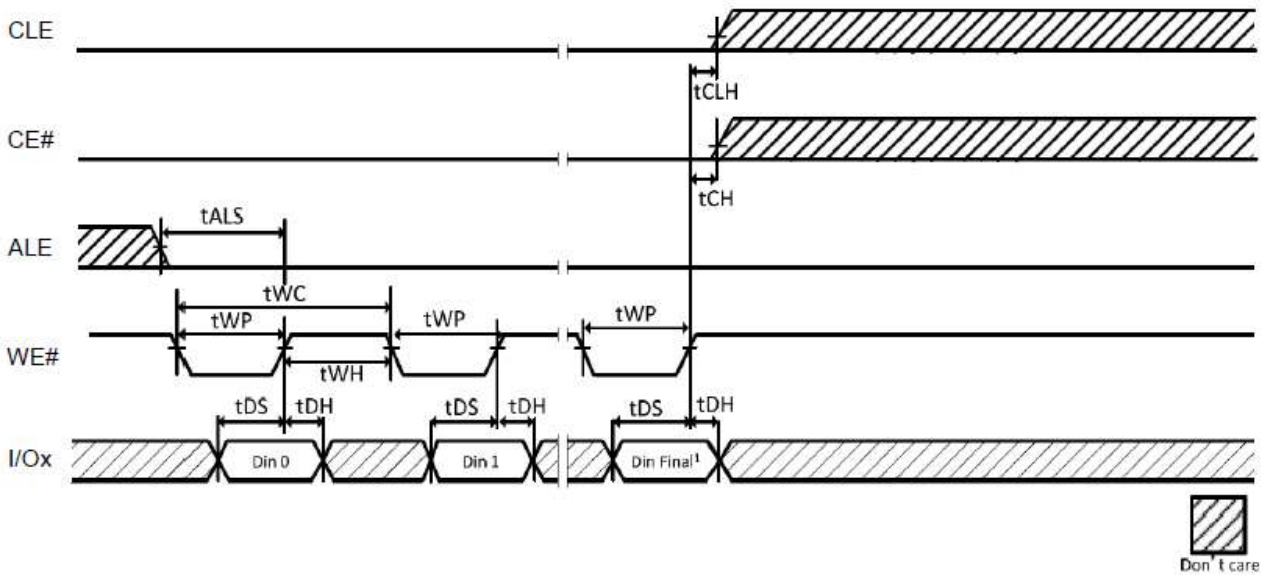 CLE
tCLH
CE#
tCH
tALS
ALE
tWC
tWP tWP tWP
WE#
tWH
tDS tDH tDS tDH tDS tDH
I/Ox Din 0 Din 1 Din Final¹
Don't care